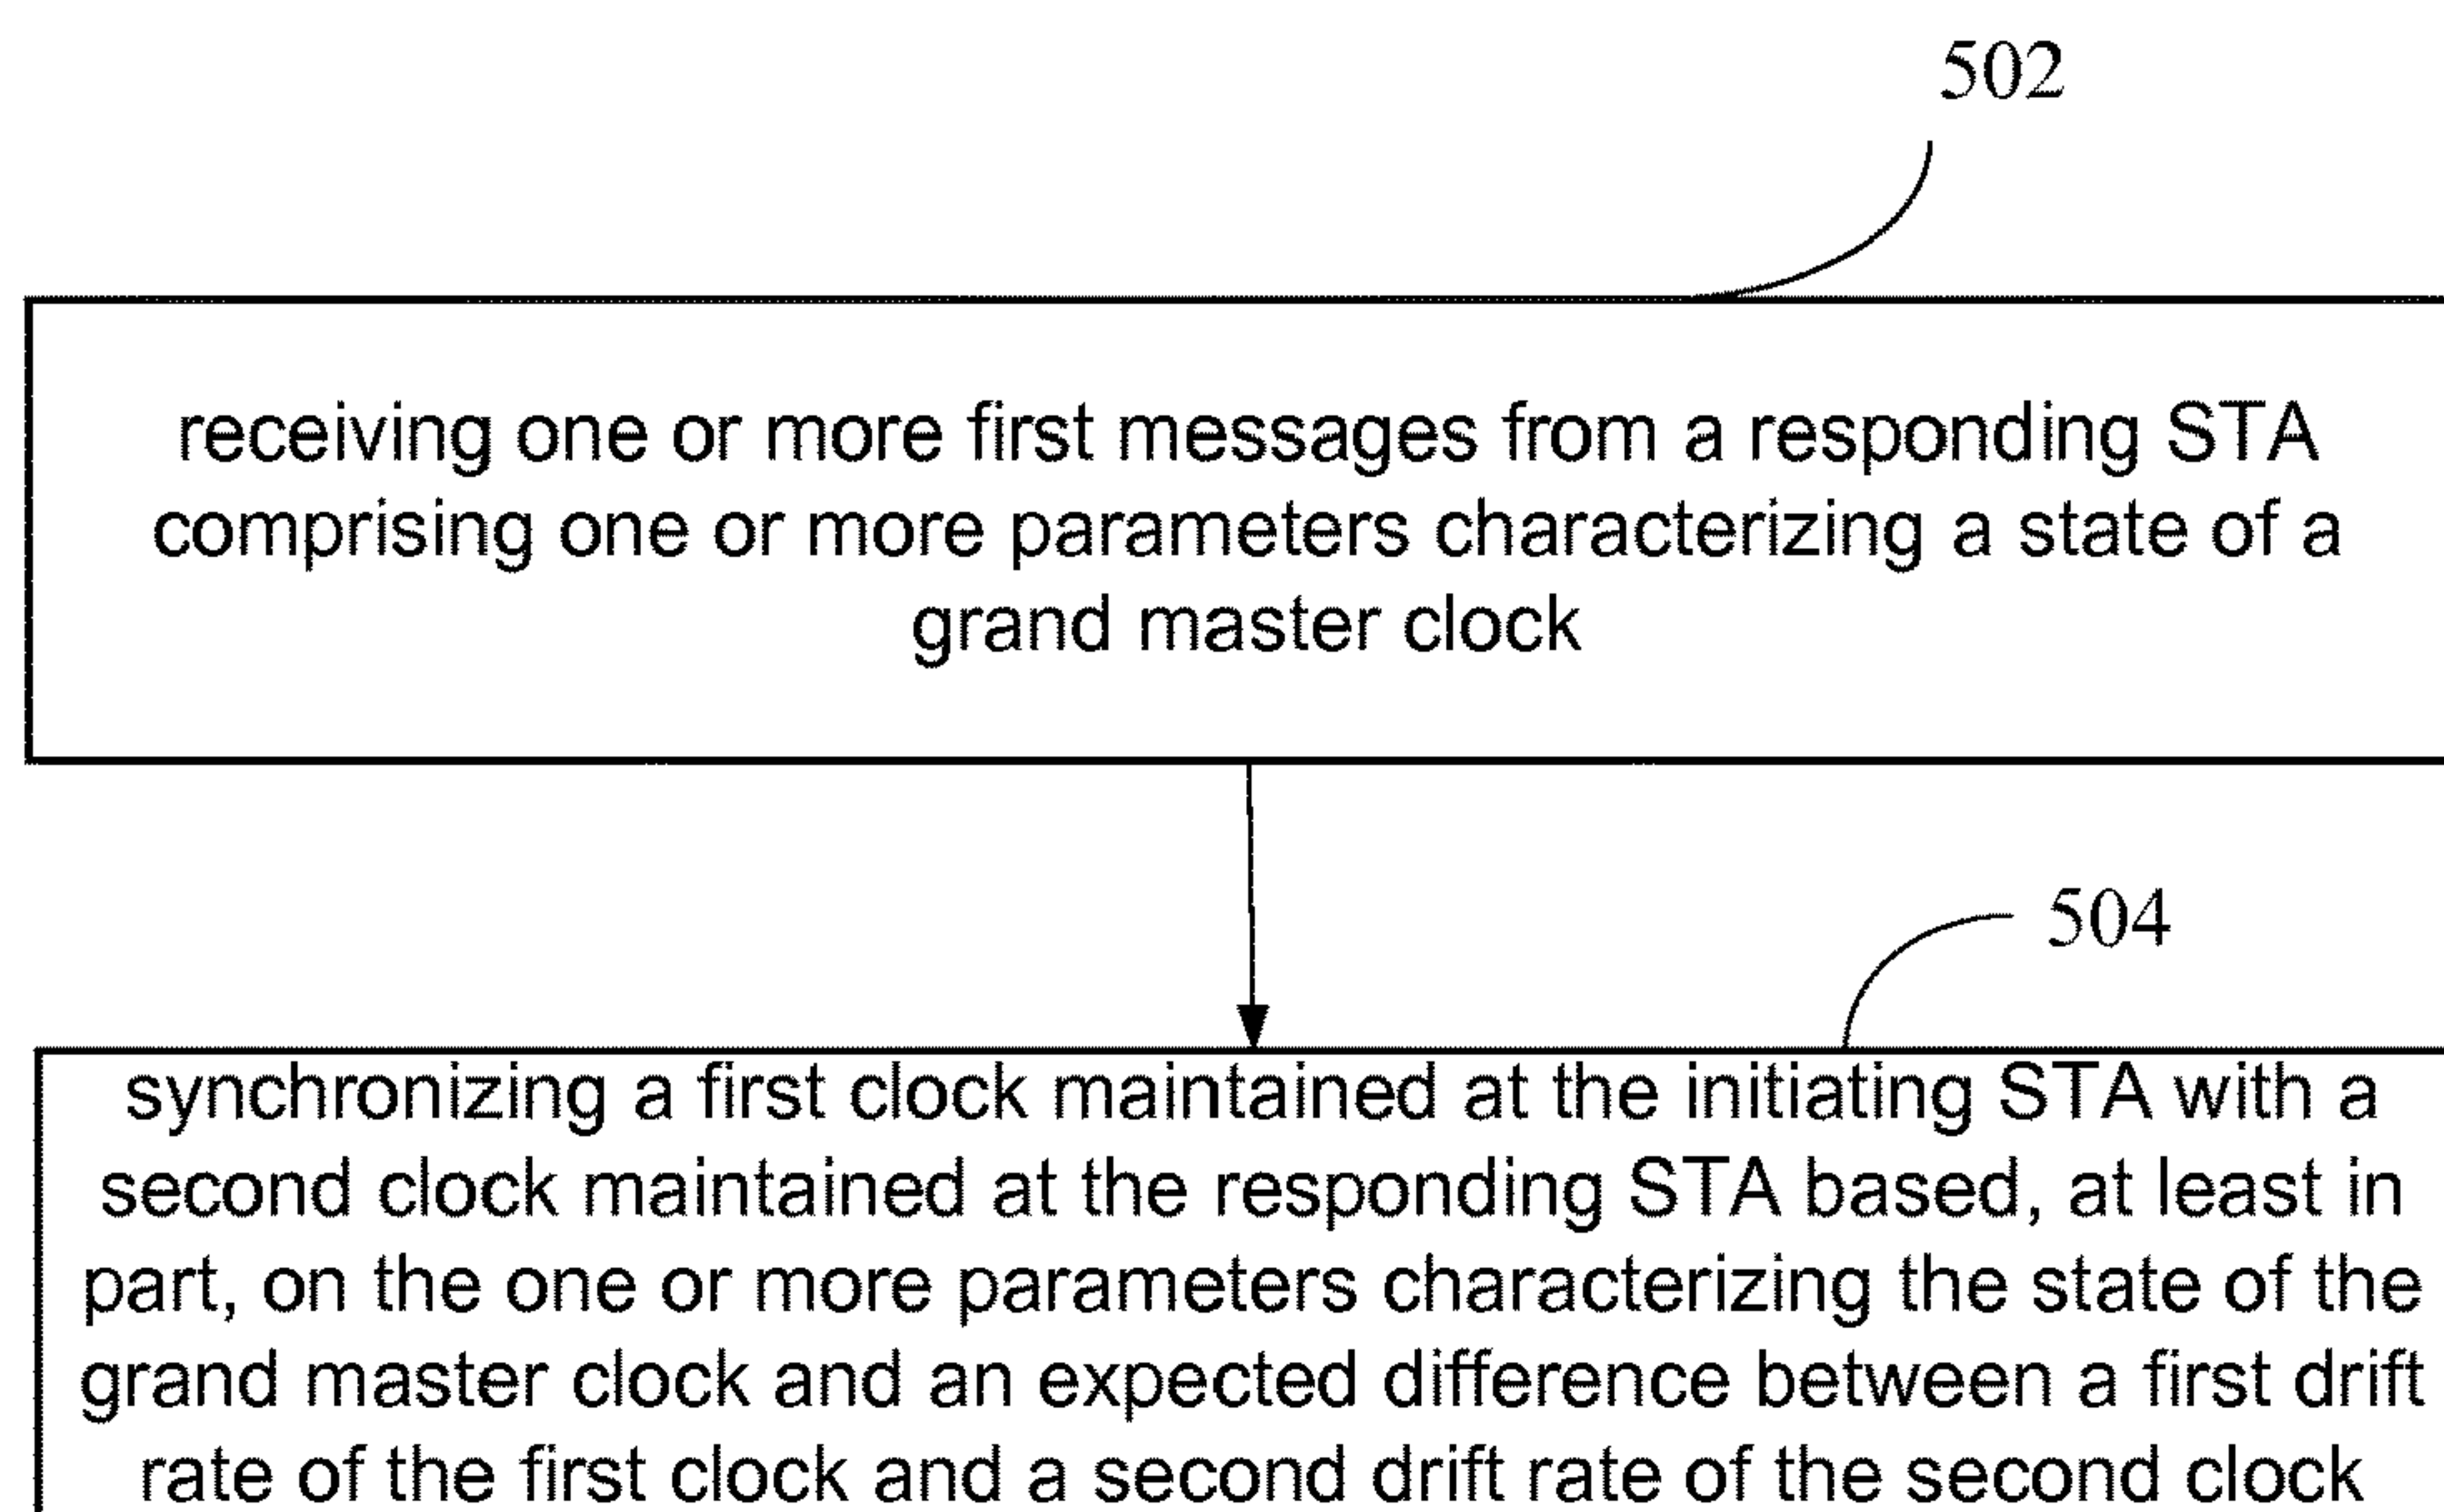 502
receiving one or more first messages from a responding STA
comprising one or more parameters characterizing a state of a
grand master clock
504
synchronizing a first clock maintained at the initiating STA with a
second clock maintained at the responding STA based, at least in
part, on the one or more parameters characterizing the state of the
grand master clock and an expected difference between a first drift
rate of the first clock and a second drift rate of the second clock